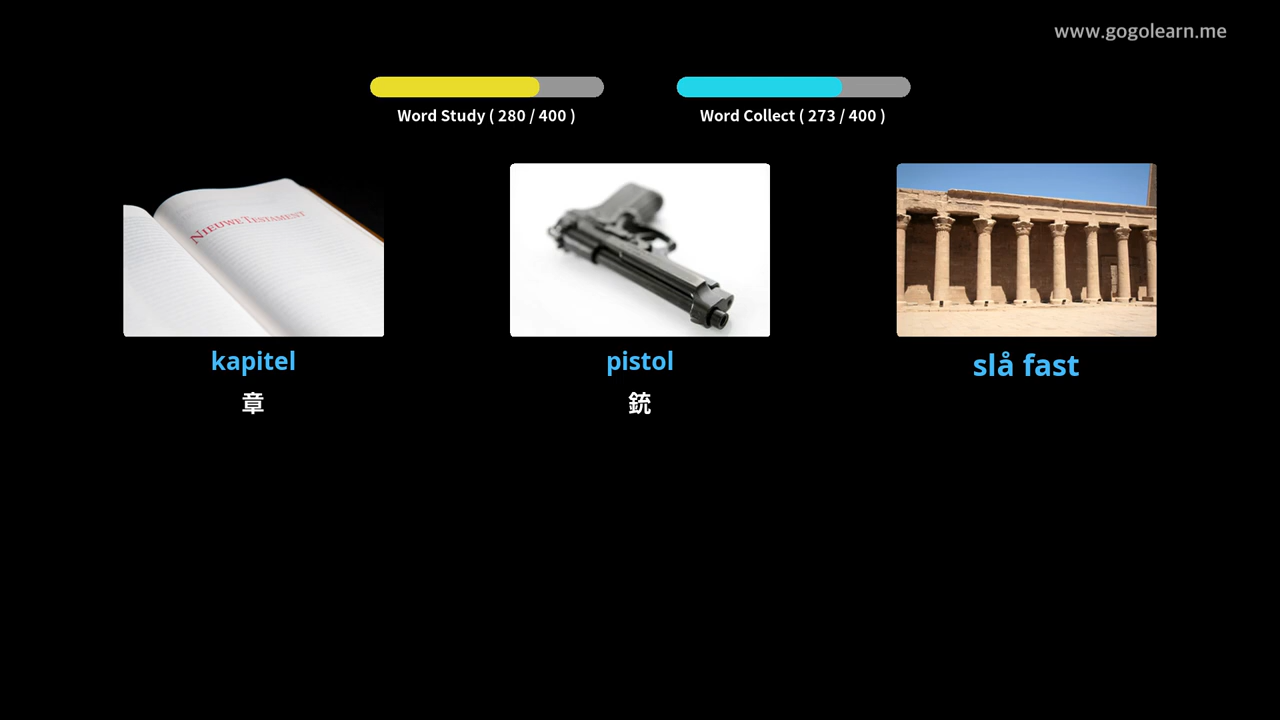 www.gogolearn.me
Word Study ( 280 / 400 )
Word Collect ( 273 / 400 )
NIEUWE TESTAMENT
kapitel
pistol
slå fast
章
銃